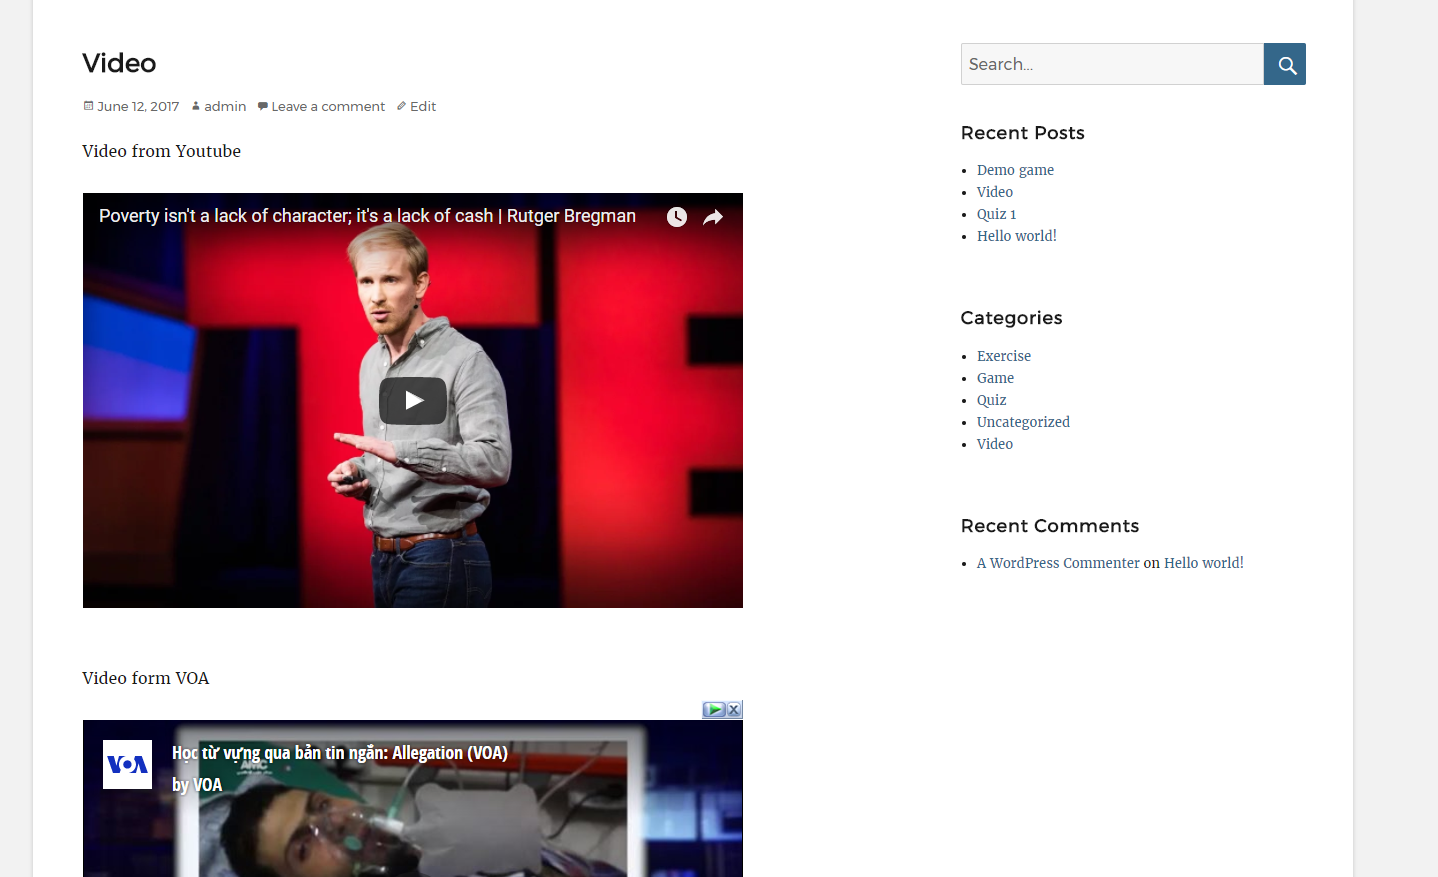 Video
June 12, 2017 admin Leave a comment Edit
Video from Youtube
Poverty isn't a lack of character; it's a lack of cash | Rutger Bregman
Video form VOA
VOA
Học từ vựng qua bản tin ngắn: Allegation (VOA)
by VOA
AMC
Search...
Recent Posts
Demo game
Video
Quiz 1
Hello world!
Categories
Exercise
Game
Quiz
Uncategorized
Video
Recent Comments
A WordPress Commenter on Hello world!